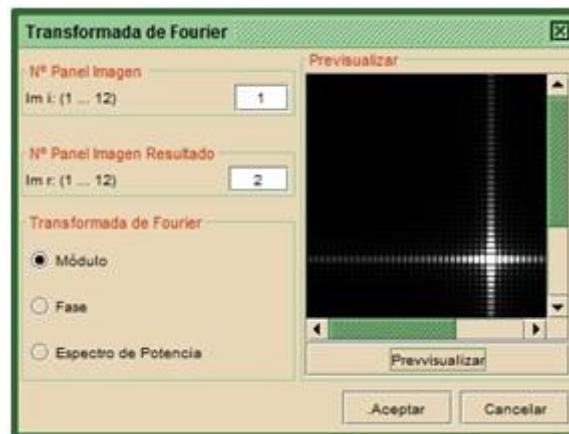 Transformada de Fourier
Nº Panel Imagen
Im i: (1 ... 12)
1
Nº Panel Imagen Resultado
Im r: (1 ... 12)
2
Transformada de Fourier
Módulo
Fase
Espectro de Potencia
Previsualizar
Prevvisualizar
.Aceptar
Cancelar